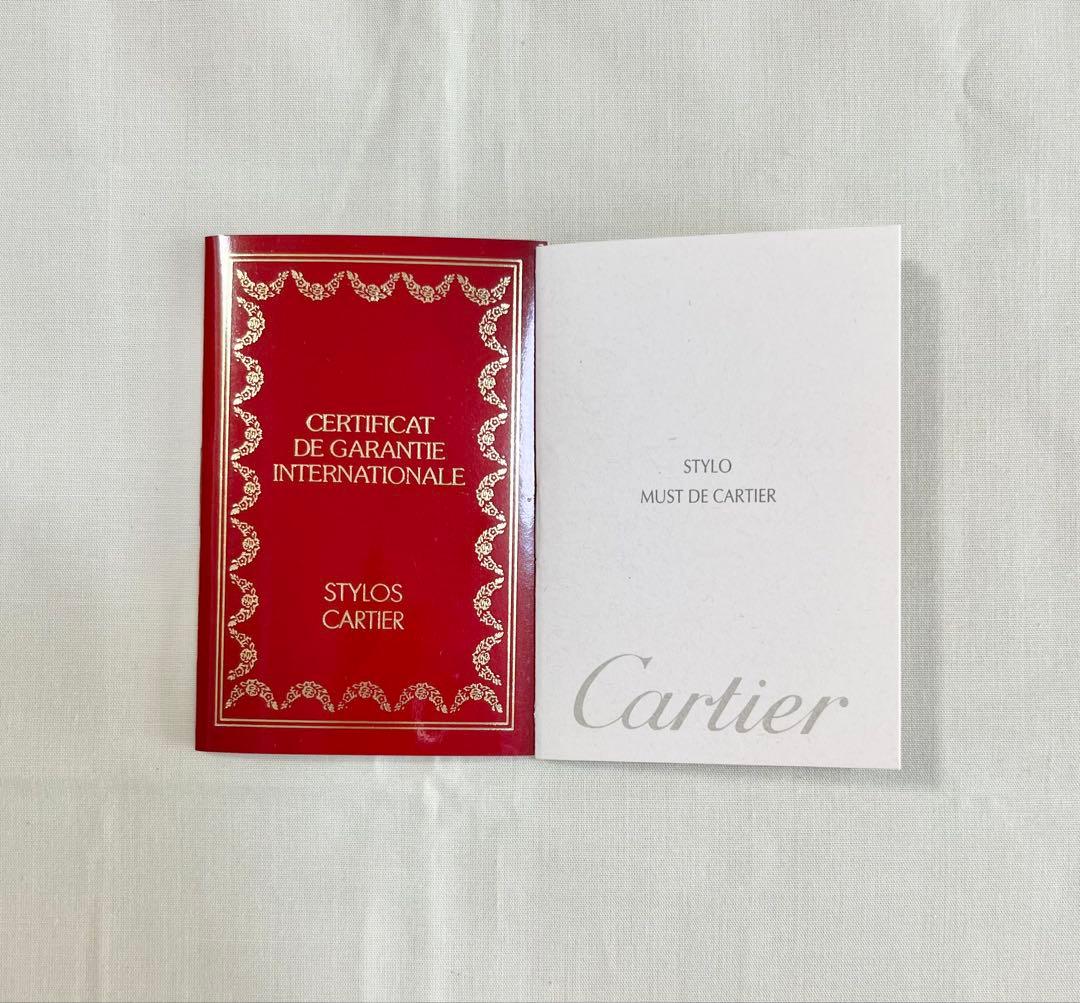 CERTIFICAT
DE GARANTIE
INTERNATIONALE
STYLOS
CARTIER
STYLO
MUST DE CARTIER
Cartier